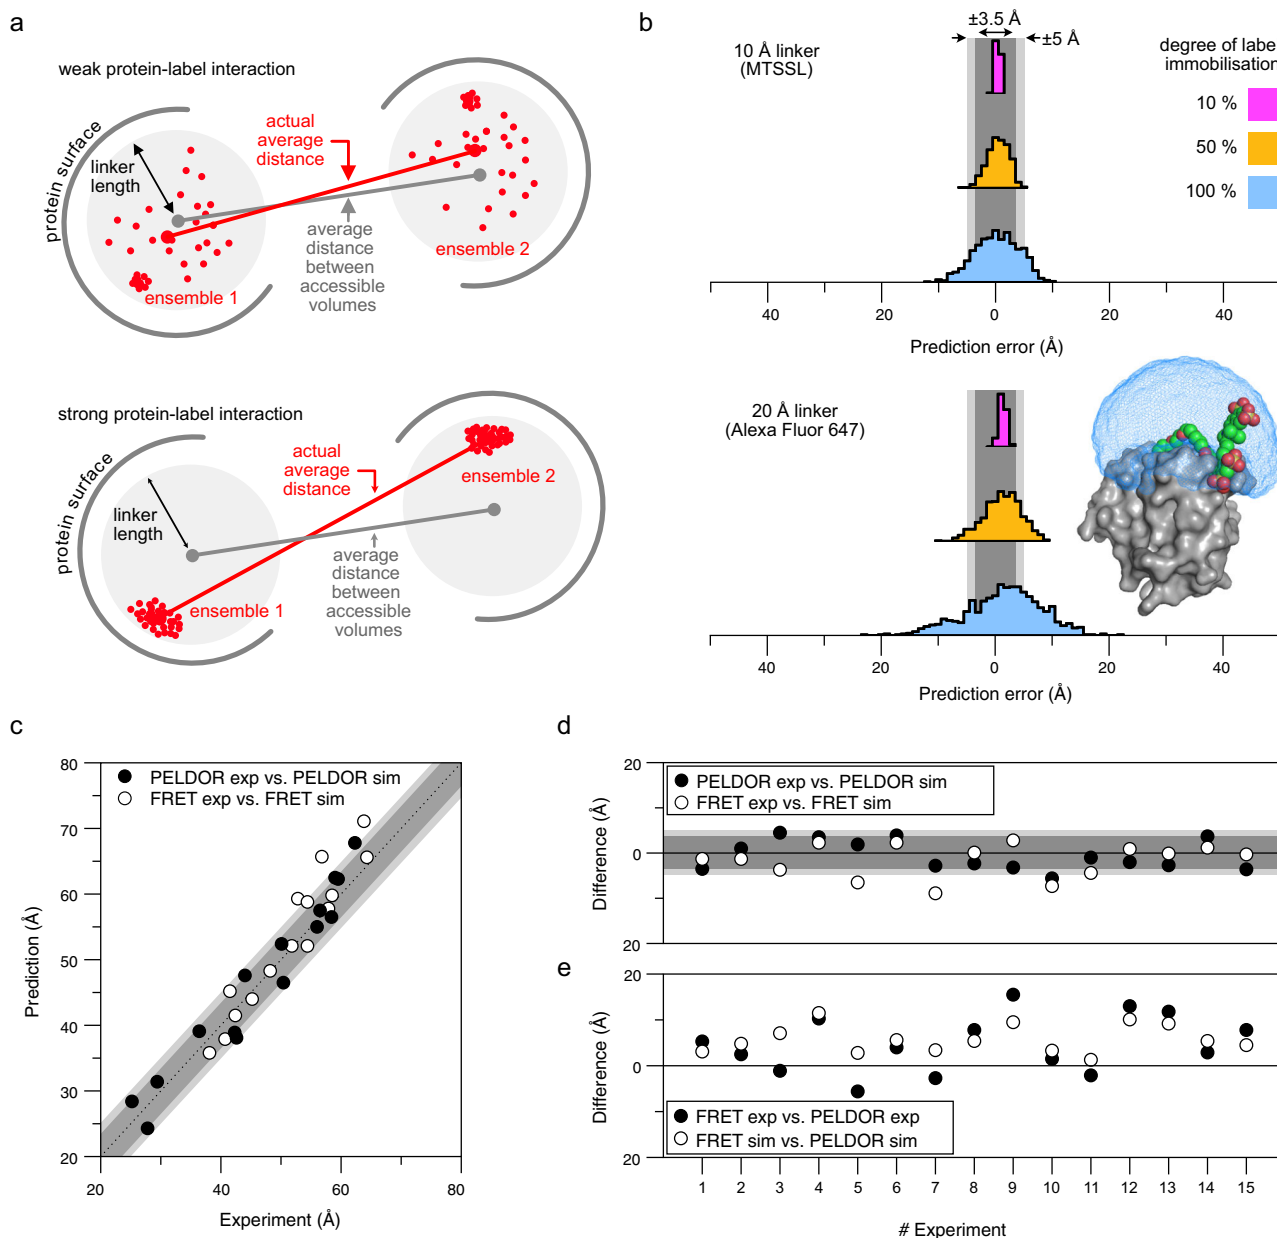 a
weak protein-label interaction
protein surface
linker
length
actual
average
distance
average
distance
between
accessible
volumes
ensemble 1
ensemble 2
strong protein-label interaction
protein surface
linker
length
actual
average
distance
average
distance
between
accessible
volumes
ensemble 1
ensemble 2
b
±3.5 Å
±5 Å
10 Å linker
(MTSSL)
degree of labe
immobilisation
10 %
50 %
100 %
40 20 0 20 40
Prediction error (Å)
20 Å linker
(Alexa Fluor 647)
40 20 0 20 40
Prediction error (Å)
c
PELDOR exp vs. PELDOR sim
FRET exp vs. FRET sim
80
70
60
50
40
30
20
Prediction (Å)
20 40 60 80
Experiment (Å)
d
PELDOR exp vs. PELDOR sim
FRET exp vs. FRET sim
20
0
20
Difference (Å)
e
20
0
20
Difference (Å)
FRET exp vs. PELDOR exp
FRET sim vs. PELDOR sim
1 2 3 4 5 6 7 8 9 10 11 12 13 14 15
# Experiment